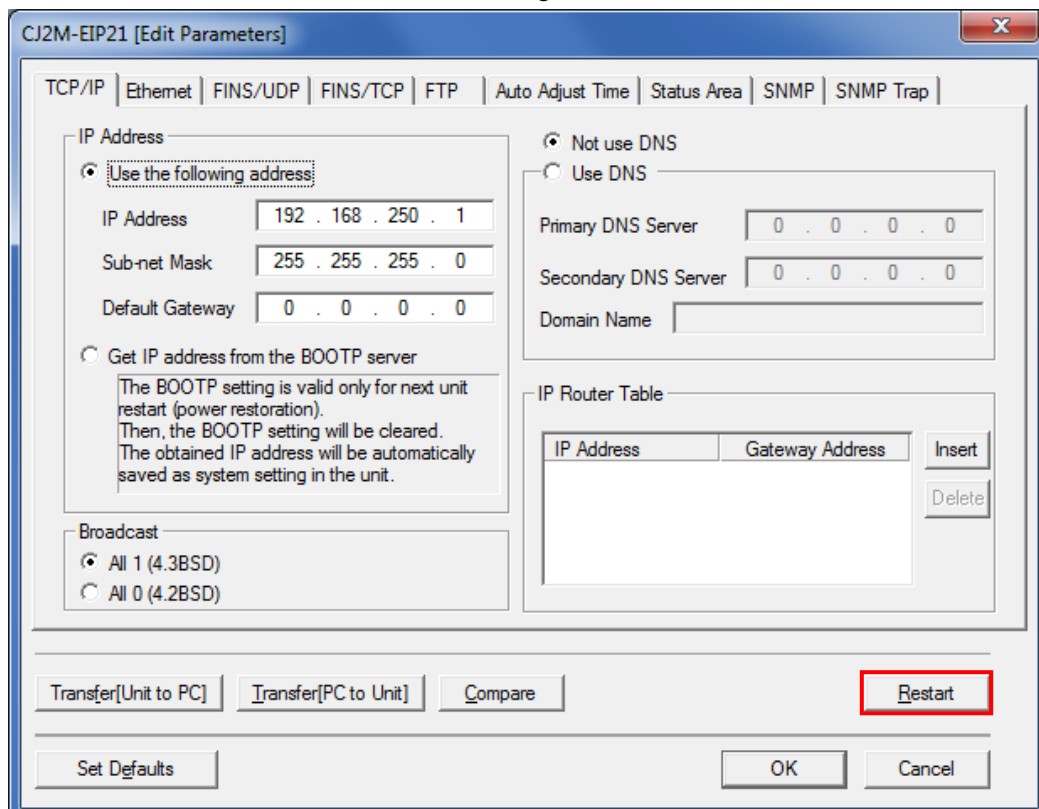 CJ2M-EIP21 [Edit Parameters]
TCP/IP Ethernet FINS/UDP FINS/TCP FTP Auto Adjust Time Status Area SNMP SNMP Trap
IP Address
Use the following address
IP Address 192 . 168 . 250 . 1
Sub-net Mask 255 . 255 . 255 . 0
Default Gateway 0 . 0 . 0 . 0
Get IP address from the BOOTP server
The BOOTP setting is valid only for next unit
restart (power restoration).
Then, the BOOTP setting will be cleared.
The obtained IP address will be automatically
saved as system setting in the unit.
Broadcast
All 1 (4.3BSD)
All 0 (4.2BSD)
Not use DNS
Use DNS
Primary DNS Server 0 . 0 . 0 . 0
Secondary DNS Server 0 . 0 . 0 . 0
Domain Name
IP Router Table
IP Address Gateway Address Insert
Delete
Transfer[Unit to PC] Transfer[PC to Unit] Compare Restart
Set Defaults OK Cancel